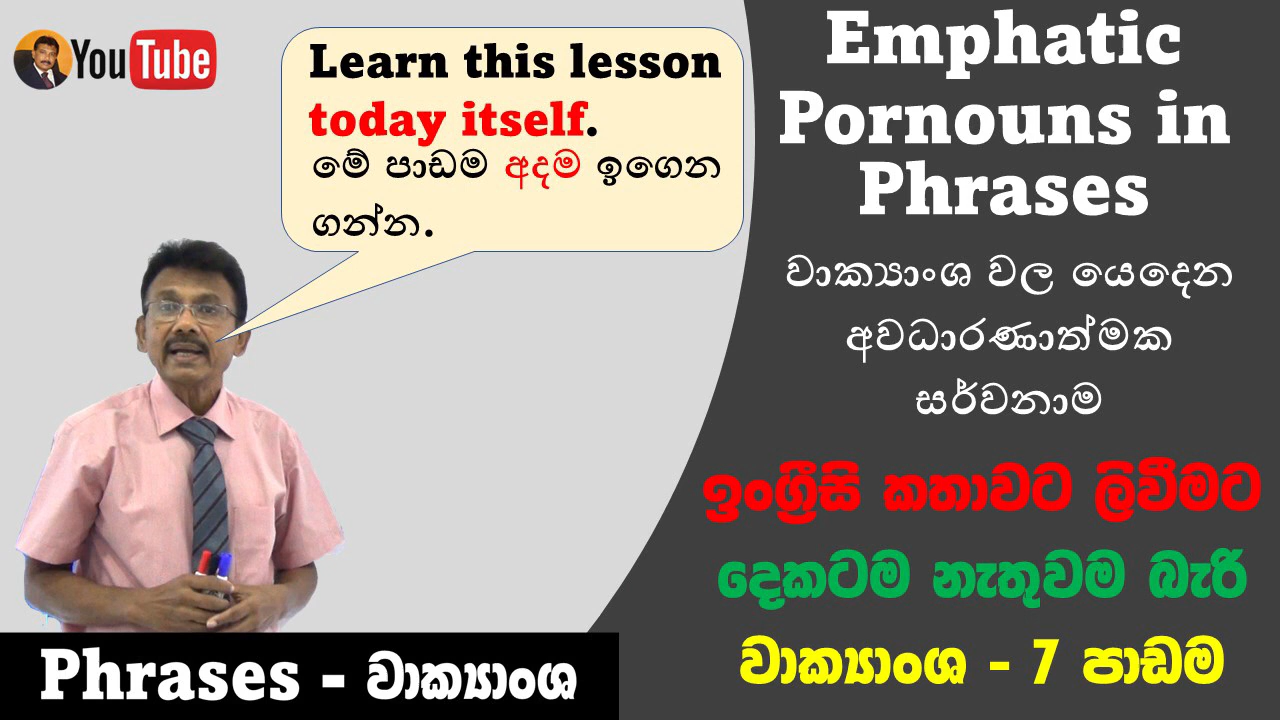 YouTube
Learn this lesson
today itself.
මේ පාඩම අදම ඉගෙන
ගන්න.
Emphatic
Pornouns in
Phrases
වාක්‍යාංශ වල යෙදෙන
අවධාරණාත්මක
සර්වනාම
ඉංග්‍රීසි කතාවට ලිවීමට
දෙකටම නැතුවම බැරි
වාක්‍යාංශ - 7 පාඩම
Phrases - වාක්‍යාංශ